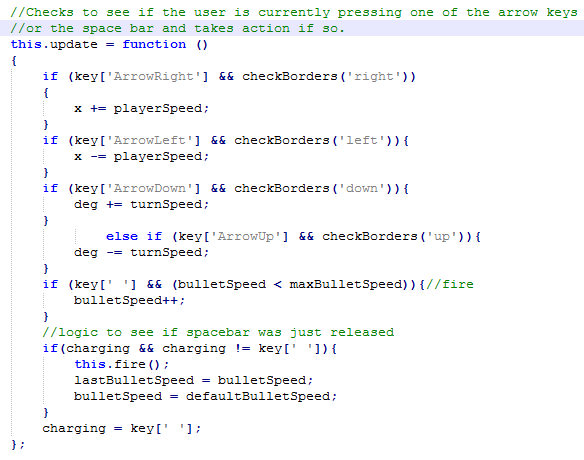 //Checks to see if the user is currently pressing one of the arrow keys
//or the space bar and takes action if so.
this.update = function ()
{
    if (key['ArrowRight'] && checkBorders('right'))
    {
        x += playerSpeed;
    }
    if (key['ArrowLeft'] && checkBorders('left')){
        x -= playerSpeed;
    }
    if (key['ArrowDown'] && checkBorders('down')){
        deg += turnSpeed;
    }
            else if (key['ArrowUp'] && checkBorders('up')){
        deg -= turnSpeed;
    }
    if (key[' '] && (bulletSpeed < maxBulletSpeed)){//fire
        bulletSpeed++;
    }
    //logic to see if spacebar was just released
    if(charging && charging != key[' ']){
        this.fire();
        lastBulletSpeed = bulletSpeed;
        bulletSpeed = defaultBulletSpeed;
    }
    charging = key[' '];
};